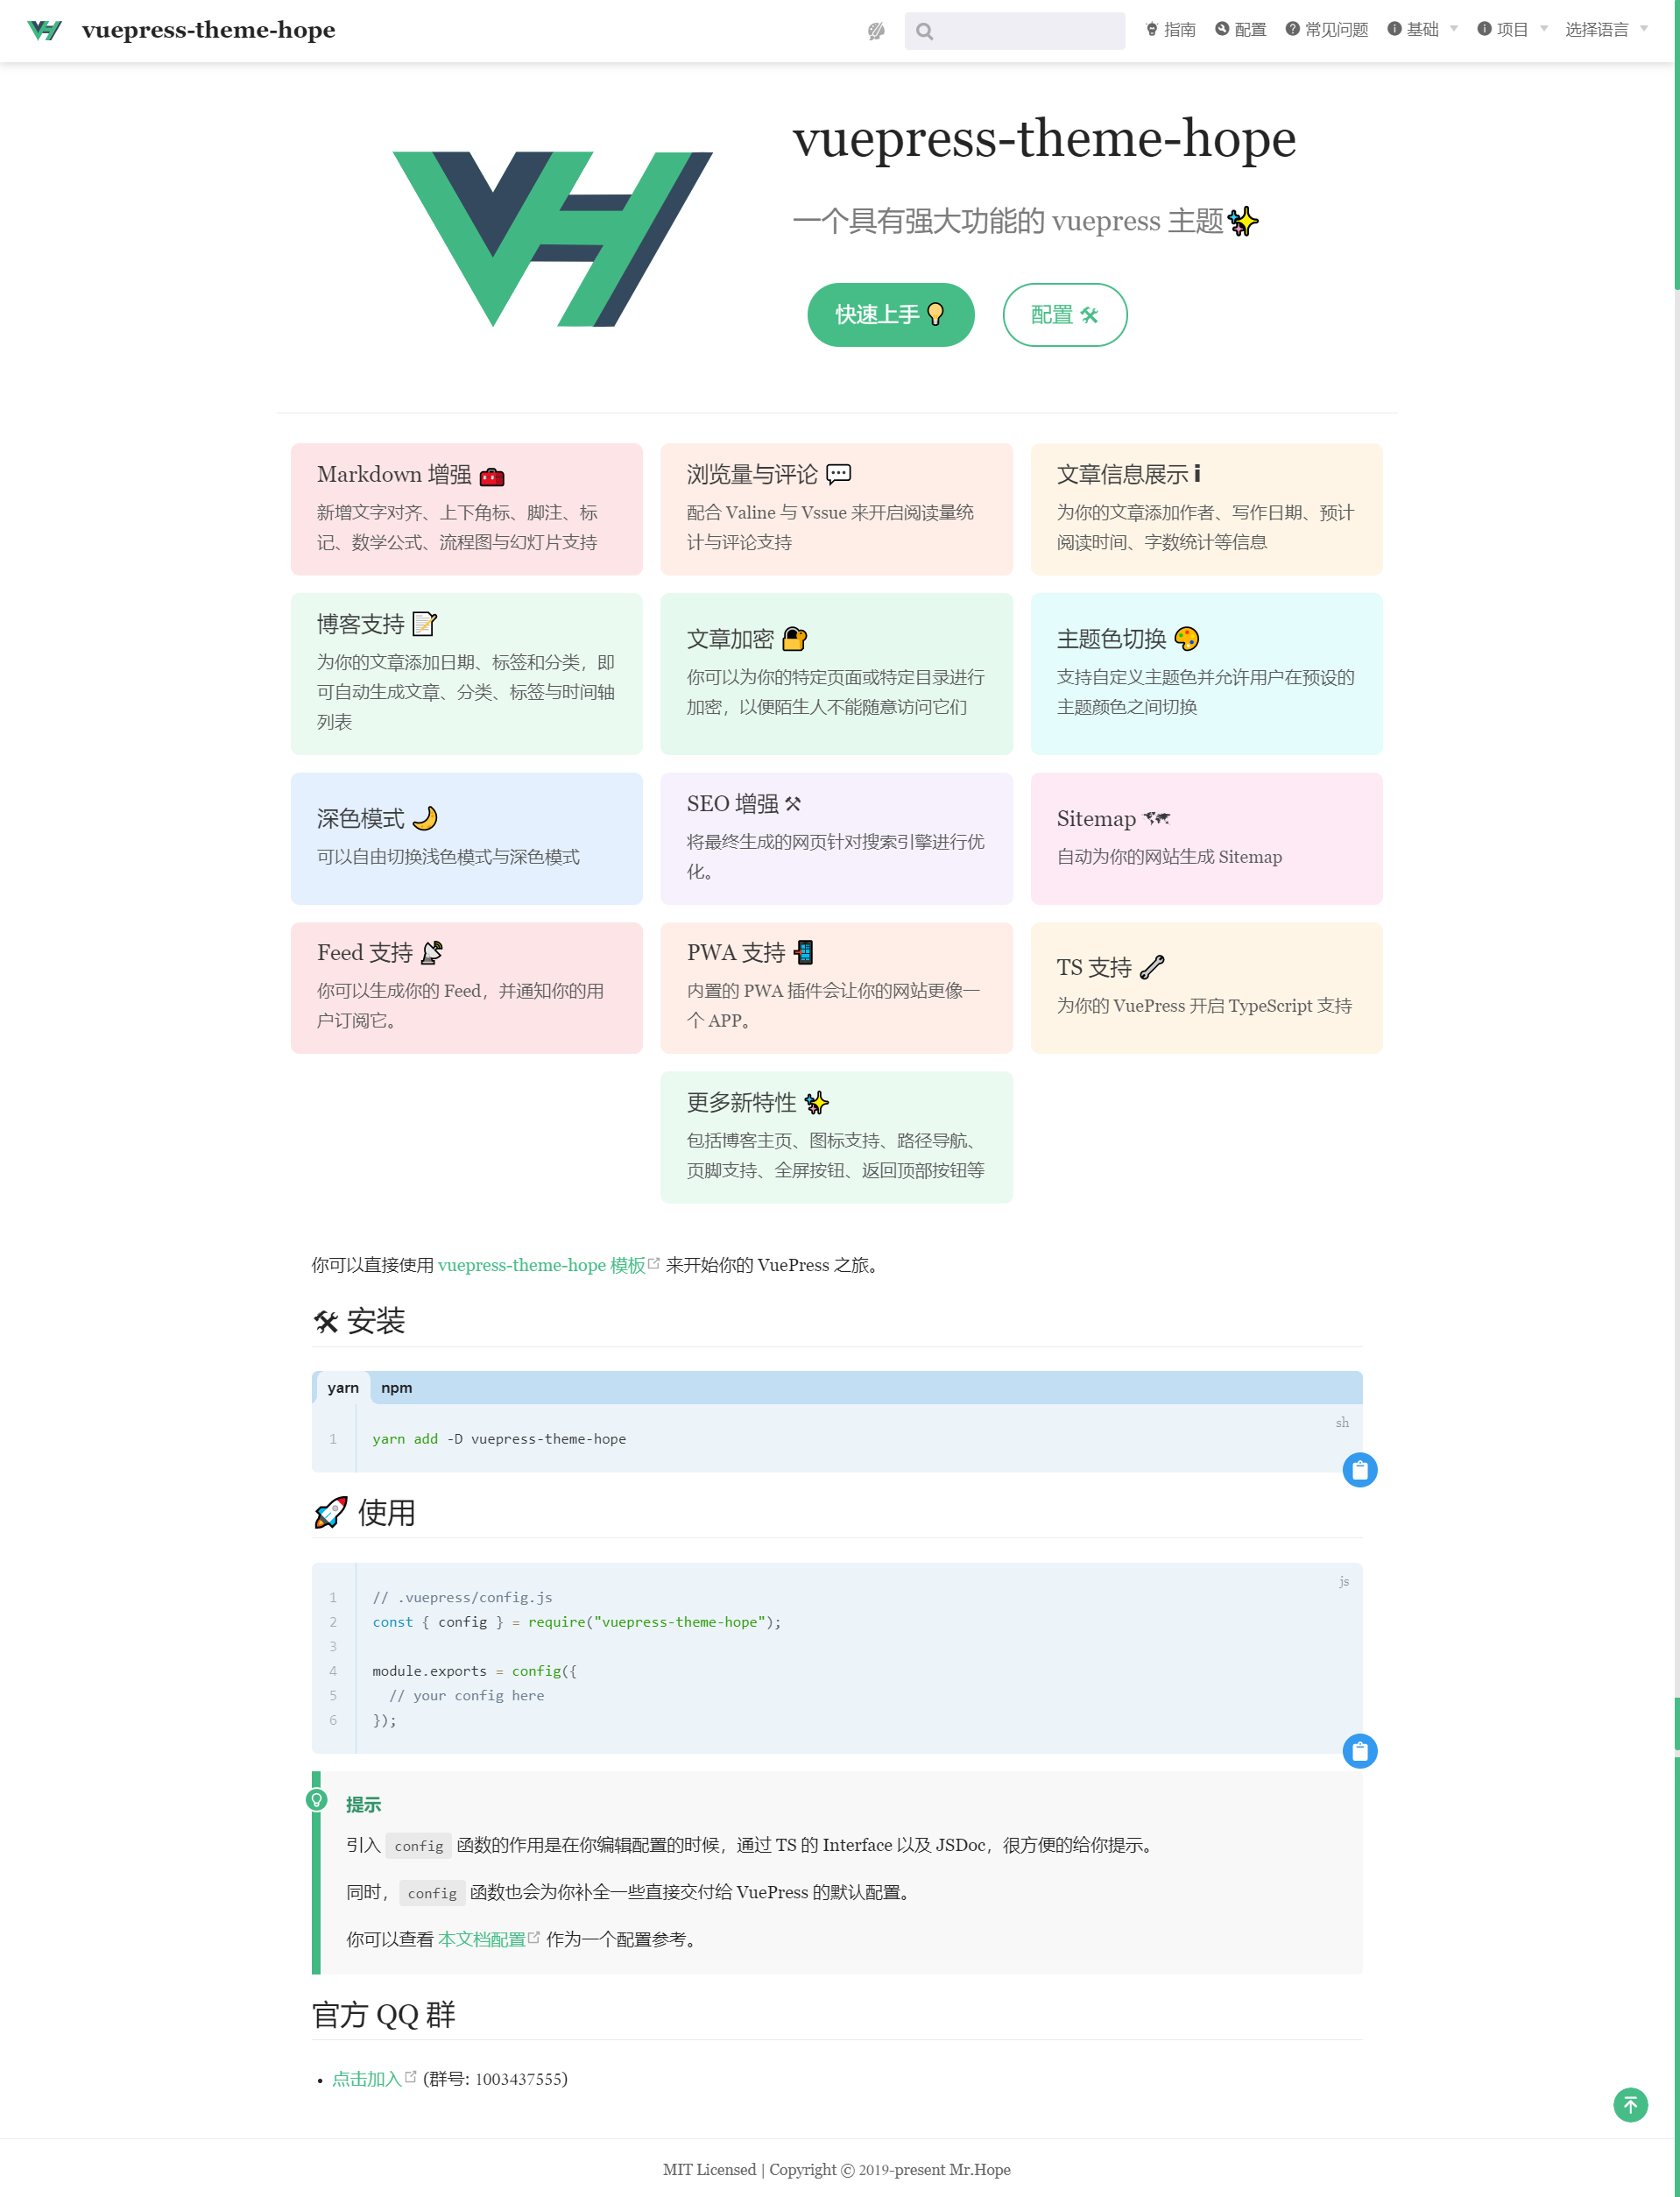 vuepress-theme-hope
指南 配置 常见问题 基础 项目 选择语言
vuepress-theme-hope
一个具有强大功能的 vuepress 主题✨
快速上手 💡 配置 🛠
Markdown 增强 🧰
新增文字对齐、上下角标、脚注、标
记、数学公式、流程图与幻灯片支持
浏览量与评论 💬
配合 Valine 与 Vssue 来开启阅读量统
计与评论支持
文章信息展示 ℹ
为你的文章添加作者、写作日期、预计
阅读时间、字数统计等信息
博客支持 📝
为你的文章添加日期、标签和分类，即
可自动生成文章、分类、标签与时间轴
列表
文章加密 🔐
你可以为你的特定页面或特定目录进行
加密，以便陌生人不能随意访问它们
主题色切换 🎨
支持自定义主题色并允许用户在预设的
主题颜色之间切换
深色模式 🌙
可以自由切换浅色模式与深色模式
SEO 增强 ⚒
将最终生成的网页针对搜索引擎进行优
化。
Sitemap 🗺
自动为你的网站生成 Sitemap
Feed 支持 📡
你可以生成你的 Feed，并通知你的用
户订阅它。
PWA 支持 📲
内置的 PWA 插件会让你的网站更像一
个 APP。
TS 支持 🔧
为你的 VuePress 开启 TypeScript 支持
更多新特性 ✨
包括博客主页、图标支持、路径导航、
页脚支持、全屏按钮、返回顶部按钮等
你可以直接使用 vuepress-theme-hope 模板 来开始你的 VuePress 之旅。
🛠 安装
yarn npm
sh
1 yarn add -D vuepress-theme-hope
🚀 使用
js
1 // .vuepress/config.js
2 const { config } = require("vuepress-theme-hope");
3
4 module.exports = config({
5 // your config here
6 });
提示
引入 config 函数的作用是在你编辑配置的时候，通过 TS 的 Interface 以及 JSDoc，很方便的给你提示。
同时，config 函数也会为你补全一些直接交付给 VuePress 的默认配置。
你可以查看 本文档配置 作为一个配置参考。
官方 QQ 群
• 点击加入 (群号: 1003437555)
MIT Licensed | Copyright © 2019-present Mr.Hope